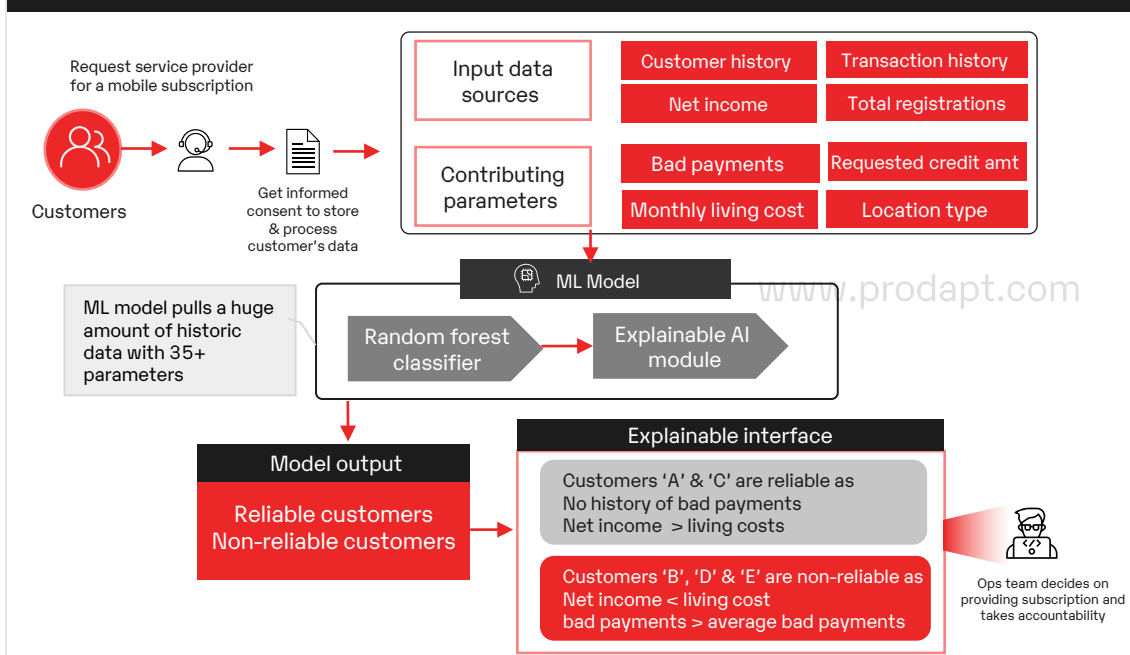 Request service provider
for a mobile subscription
Customers
Get informed
consent to store
& process
customer's data
Input data
sources
Customer history
Transaction history
Net income
Total registrations
Contributing
parameters
Bad payments
Requested credit amt
Monthly living cost
Location type
ML Model
www.prodapt.com
ML model pulls a huge
amount of historic
data with 35+
parameters
Random forest
classifier
Explainable AI
module
Model output
Reliable customers
Non-reliable customers
Explainable interface
Customers ‘A’ & ‘C’ are reliable as
No history of bad payments
Net income > living costs
Customers ‘B’, ‘D’ & ‘E’ are non-reliable as
Net income < living cost
bad payments > average bad payments
Ops team decides on
providing subscription and
takes accountability